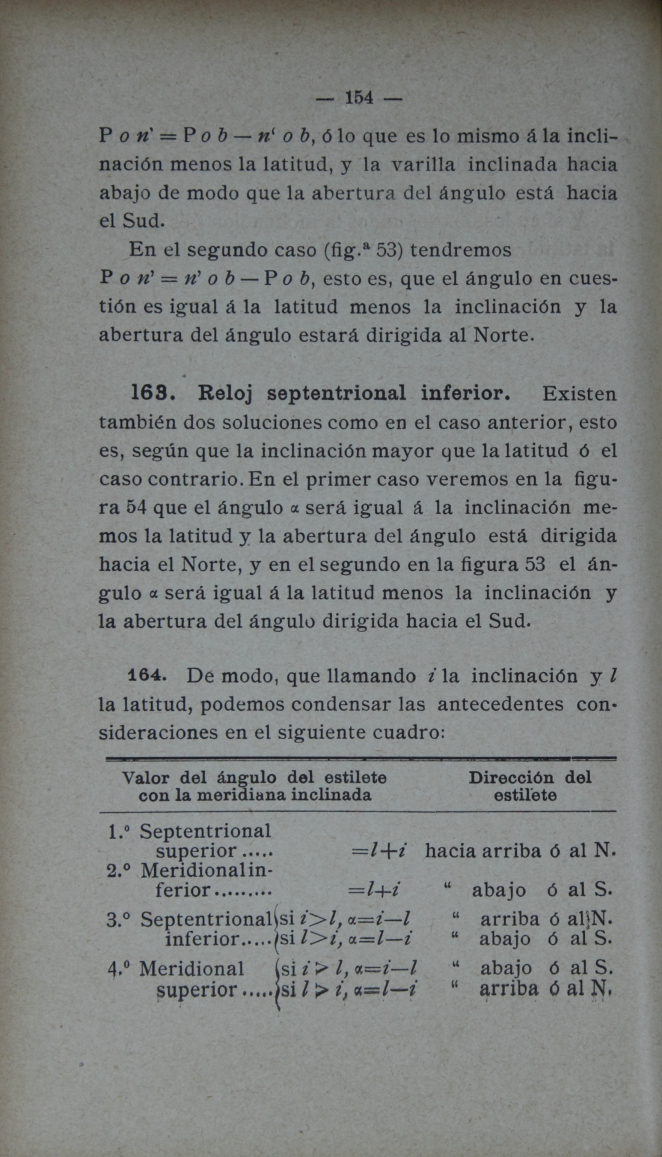 — 154 —
P o n' = P o b — n‘ o b, ó lo que es lo mismo á la incli-
nación menos la latitud, y la varilla inclinada hacia
abajo de modo que la abertura del ángulo está hacia
el Sud.
En el segundo caso (fig.ª 53) tendremos
P o n’ = n’ o b — P o b, esto es, que el ángulo en cues-
tión es igual á la latitud menos la inclinación y la
abertura del ángulo estará dirigida al Norte.
163. Reloj septentrional inferior. Existen
también dos soluciones como en el caso anterior, esto
es, según que la inclinación mayor que la latitud ó el
caso contrario. En el primer caso veremos en la figu-
ra 54 que el ángulo α será igual á la inclinación me-
mos la latitud y la abertura del ángulo está dirigida
hacia el Norte, y en el segundo en la figura 53 el án-
gulo α será igual á la latitud menos la inclinación y
la abertura del ángulo dirigida hacia el Sud.
164. De modo, que llamando i la inclinación y l
la latitud, podemos condensar las antecedentes con-
sideraciones en el siguiente cuadro:
Valor del ángulo del estilete Dirección del
con la meridiana inclinada estilete
1.º Septentrional
superior ..... =l+i hacia arriba ó al N.
2.º Meridional in-
ferior ......... =l+i “ abajo ó al S.
3.º Septentrional (si i>l, α=i—l “ arriba ó al N.
inferior..... (si l>i, α=l—i “ abajo ó al S.
4.º Meridional (si i > l, α=i—l “ abajo ó al S.
superior ..... (si l > i, α=l—i “ arriba ó al N.